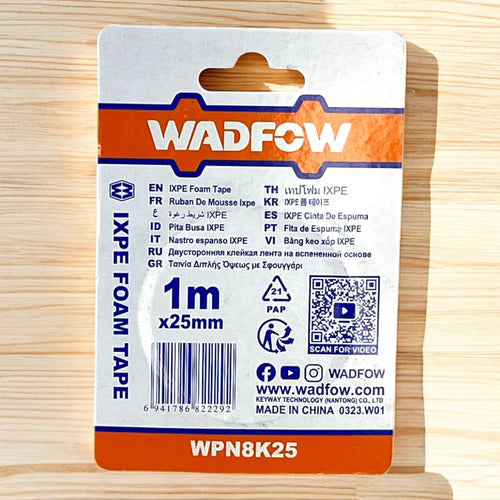 WADFOW
IXPE FOAM TAPE
EN IXPE Foam Tape
FR Ruban De Mousse Ixpe
ع شريط رغوة IXPE
ID Pita Busa IXPE
IT Nastro espanso IXPE
TH เทปโฟม IXPE
KR IXPE 폼 테이프
ES IXPE Cinta De Espuma
PT Fita de Espuma IXPE
VI Băng keo xốp IXPE
RU Двусторонняя клейкая лента на вспененной основе
GR Ταινία Διπλής Όψεως με Σφουγγάρι
1m
x25mm
21
PAP
SCAN FOR VIDEO
6 941786 822292
WADFOW
www.wadfow.com
KEYWAY TECHNOLOGY (NANTONG) CO., LTD
MADE IN CHINA 0323.W01
WPN8K25